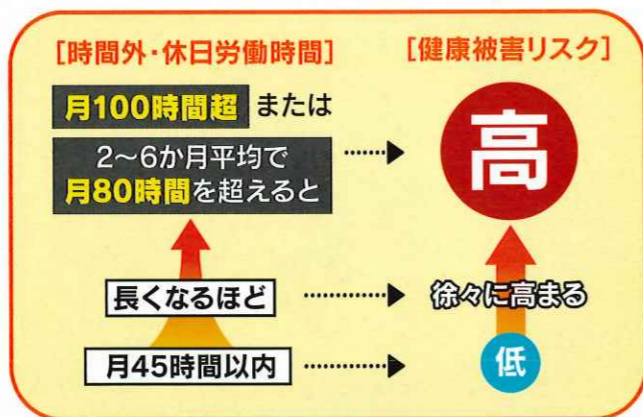 [時間外・休日労働時間]
[健康被害リスク]
月100時間超 または
2〜6か月平均で
月80時間を超えると
高
長くなるほど
徐々に高まる
月45時間以内
低